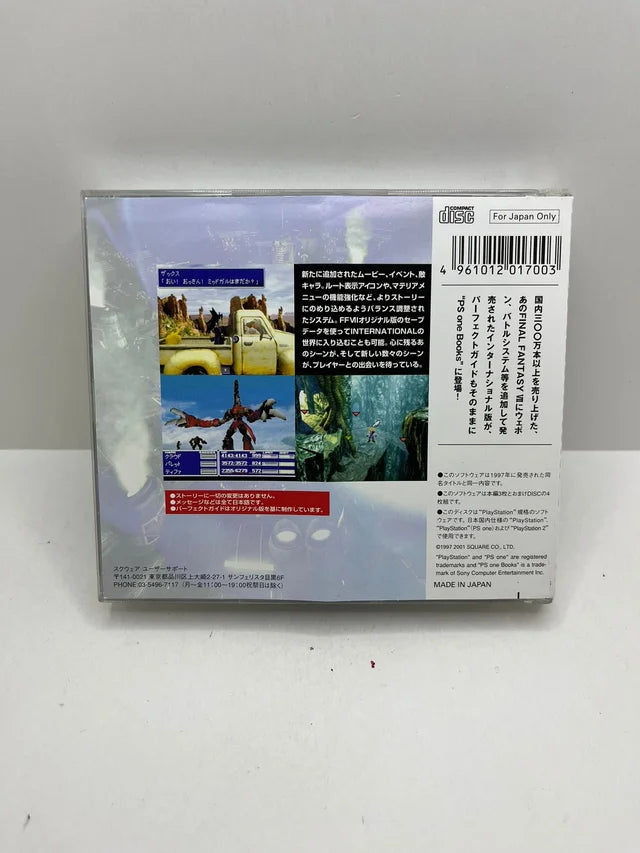 COMPACT
disc
For Japan Only
4 961012 017003
ザックス
「おい! おっさん! ミッドガルはまだか?」
新たに追加されたムービー、イベント、敵
キャラ。ルート表示アイコンや、マテリアメ
ニューの機能強化など、よりストーリー
にのめり込めるようバランス調整され
たシステム。FFVIIオリジナル版のセーブ
データを使ってINTERNATIONALの
世界に入り込むことも可能。心に残るあ
のシーンが、そして新しい数々のシーン
が、プレイヤーとの出会いを待っている。
クラウド 4143/4143 959
バレット 3572/3572 824
ティファ 2355/6279 572
●ストーリーに一切の変更はありません。
●メッセージなどは全て日本語です。
●パーフェクトガイドはオリジナル版を基に制作しています。
国内三〇〇万本以上を売り上げた、
あのFINAL FANTASY VIIにウェポ
ン、バトルシステム等を追加して発
売されたインターナショナル版が、
パーフェクトガイドもそのままに
"PS one Books"に登場!
●このソフトウェアは1997年に発売された同
名タイトルと同一内容です。
●このソフトウェアは本編3枚とおまけDISCの4
枚組です。
●このディスクは"PlayStation"規格のソフト
ウェアです。日本国内仕様の"PlayStation"、
"PlayStation"(PS one)および"PlayStation 2"
で使用できます。
©1997 2001 SQUARE CO., LTD.
"PlayStation" and "PS one" are registered
trademarks and "PS one Books" is a trade-
mark of Sony Computer Entertainment Inc.
MADE IN JAPAN
スクウェア ユーザーサポート
〒141-0021 東京都品川区上大崎2-27-1 サンフェリスタ目黒6F
PHONE:03-5496-7117 (月〜金11:00〜19:00祝祭日は除く)